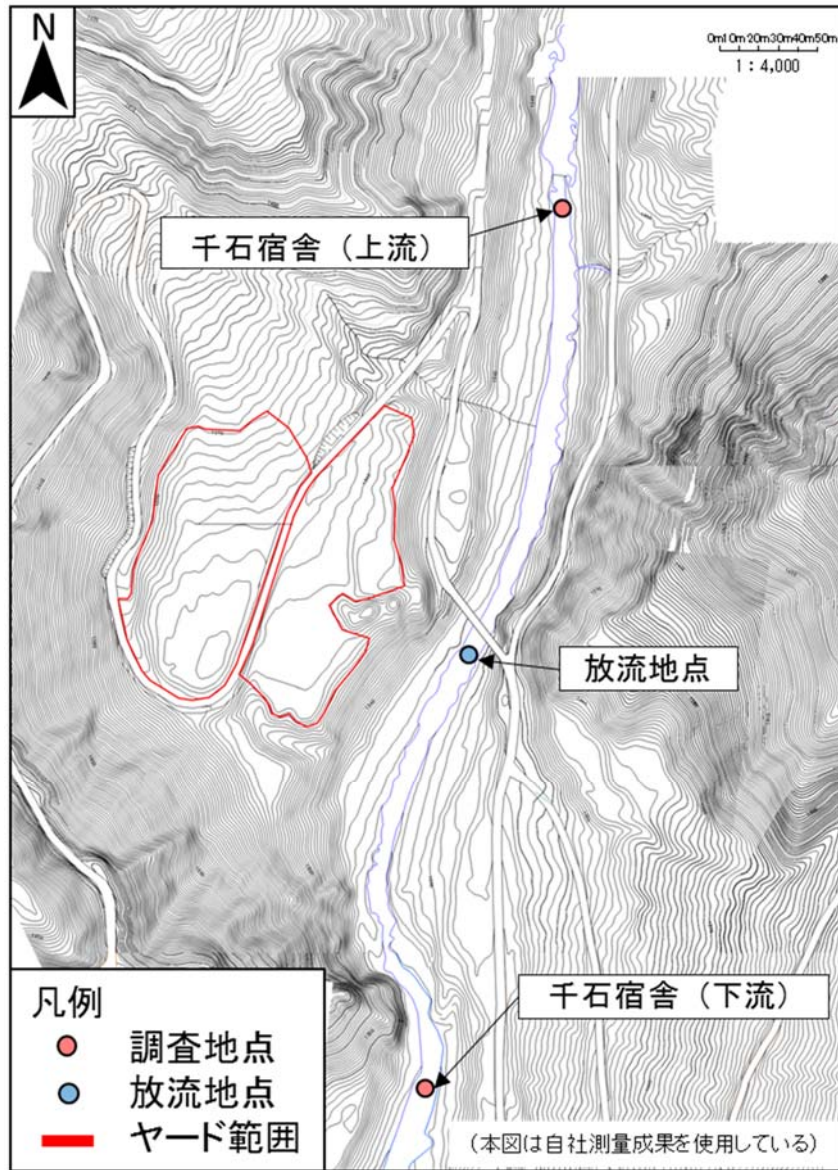 N
0m10m20m30m40m50m
1：4,000
千石宿舎（上流）
放流地点
千石宿舎（下流）
凡例
調査地点
放流地点
ヤード範囲
（本図は自社測量成果を使用している）